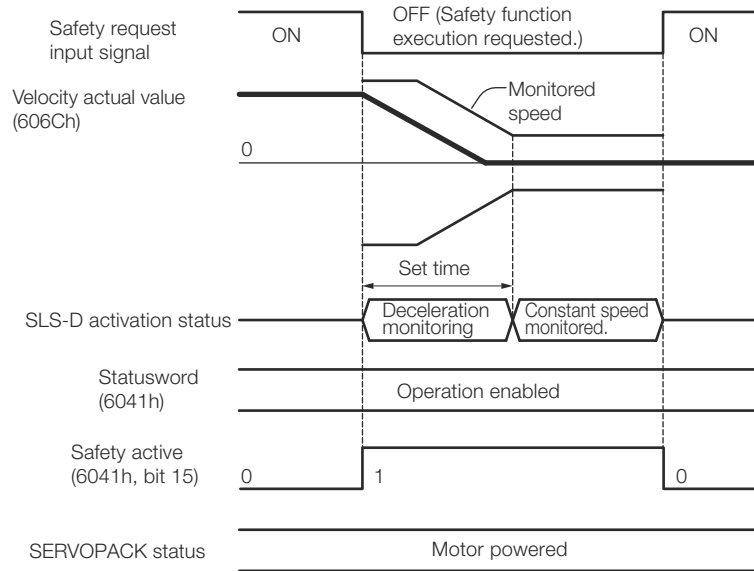 Safety request
input signal
ON
OFF (Safety function
execution requested.)
ON
Velocity actual value
(606Ch)
Monitored
speed
0
Set time
SLS-D activation status
Deceleration
monitoring
Constant speed
monitored.
Statusword
(6041h)
Operation enabled
Safety active
(6041h, bit 15)
0
1
0
SERVOPACK status
Motor powered